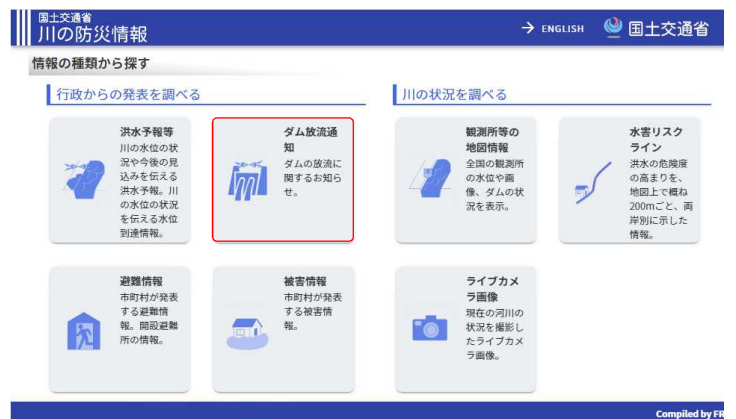 国土交通省
川の防災情報
→ ENGLISH
国土交通省
情報の種類から探す
行政からの発表を調べる
洪水予報等
川の水位の状
況や今後の見
込みを伝える
洪水予報。川
の水位の状況
を伝える水位
到達情報。
ダム放流通
知
ダムの放流に
関するお知ら
せ。
避難情報
市町村が発表
する避難情
報。開設避難
所の情報。
被害情報
市町村が発表
する被害情
報。
川の状況を調べる
観測所等の
地図情報
全国の観測所
の水位や画
像、ダムの状
況を表示。
水害リスク
ライン
洪水の危険度
の高まりを、
地図上で概ね
200mごと、両
岸別に示した
情報。
ライブカメ
ラ画像
現在の河川の
状況を撮影し
たライブカメ
ラ画像。
Compiled by FR